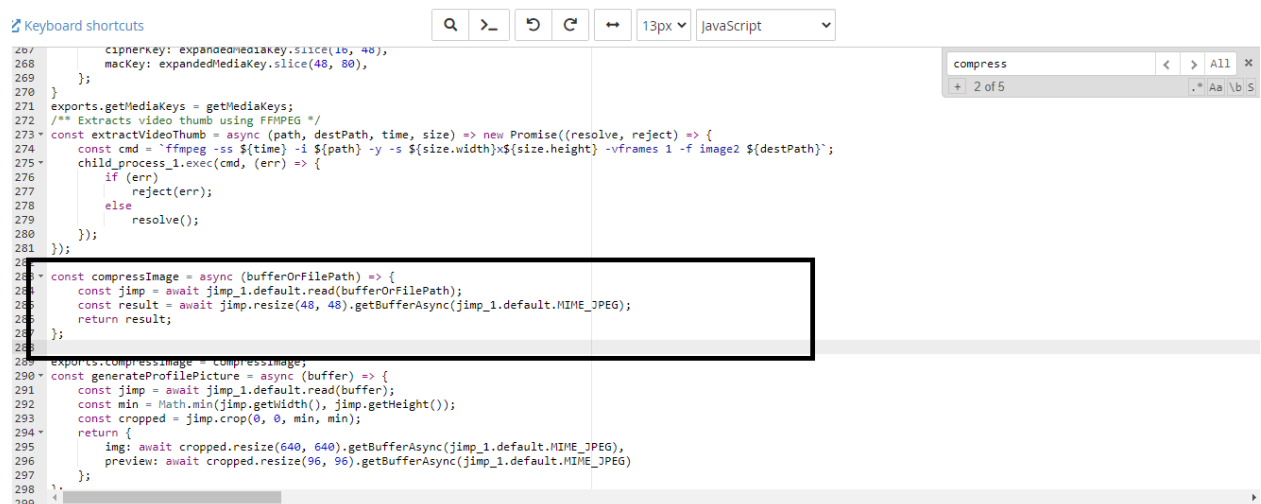 Keyboard shortcuts
13px
JavaScript
compress
All
+ 2 of 5
.* Aa \b S
267 cipherKey: expandedMediaKey.slice(16, 48),
268 macKey: expandedMediaKey.slice(48, 80),
269 };
270 }
271 exports.getMediaKeys = getMediaKeys;
272 /** Extracts video thumb using FFMPEG */
273 const extractVideoThumb = async (path, destPath, time, size) => new Promise((resolve, reject) => {
274 const cmd = `ffmpeg -ss ${time} -i ${path} -y -s ${size.width}x${size.height} -vframes 1 -f image2 ${destPath}`;
275 child_process_1.exec(cmd, (err) => {
276 if (err)
277 reject(err);
278 else
279 resolve();
280 });
281 });
282
283 const compressImage = async (bufferOrFilePath) => {
284 const jimp = await jimp_1.default.read(bufferOrFilePath);
285 const result = await jimp.resize(48, 48).getBufferAsync(jimp_1.default.MIME_JPEG);
286 return result;
287 };
288
289 exports.compressImage = compressImage;
290 const generateProfilePicture = async (buffer) => {
291 const jimp = await jimp_1.default.read(buffer);
292 const min = Math.min(jimp.getWidth(), jimp.getHeight());
293 const cropped = jimp.crop(0, 0, min, min);
294 return {
295 img: await cropped.resize(640, 640).getBufferAsync(jimp_1.default.MIME_JPEG),
296 preview: await cropped.resize(96, 96).getBufferAsync(jimp_1.default.MIME_JPEG)
297 };
298 };
299